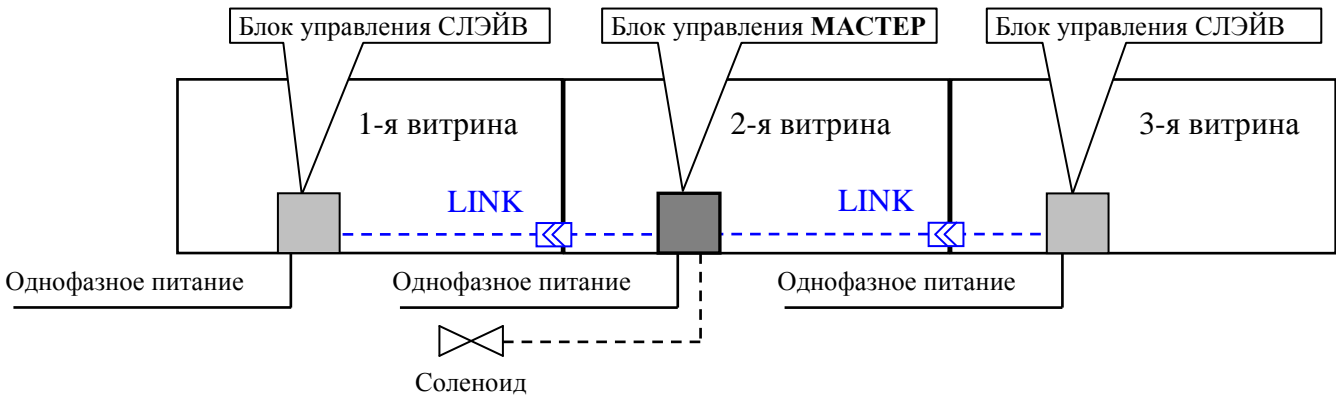 Блок управления СЛЭЙВ
Блок управления МАСТЕР
Блок управления СЛЭЙВ
1-я витрина
2-я витрина
3-я витрина
LINK
LINK
Однофазное питание
Однофазное питание
Однофазное питание
Соленоид